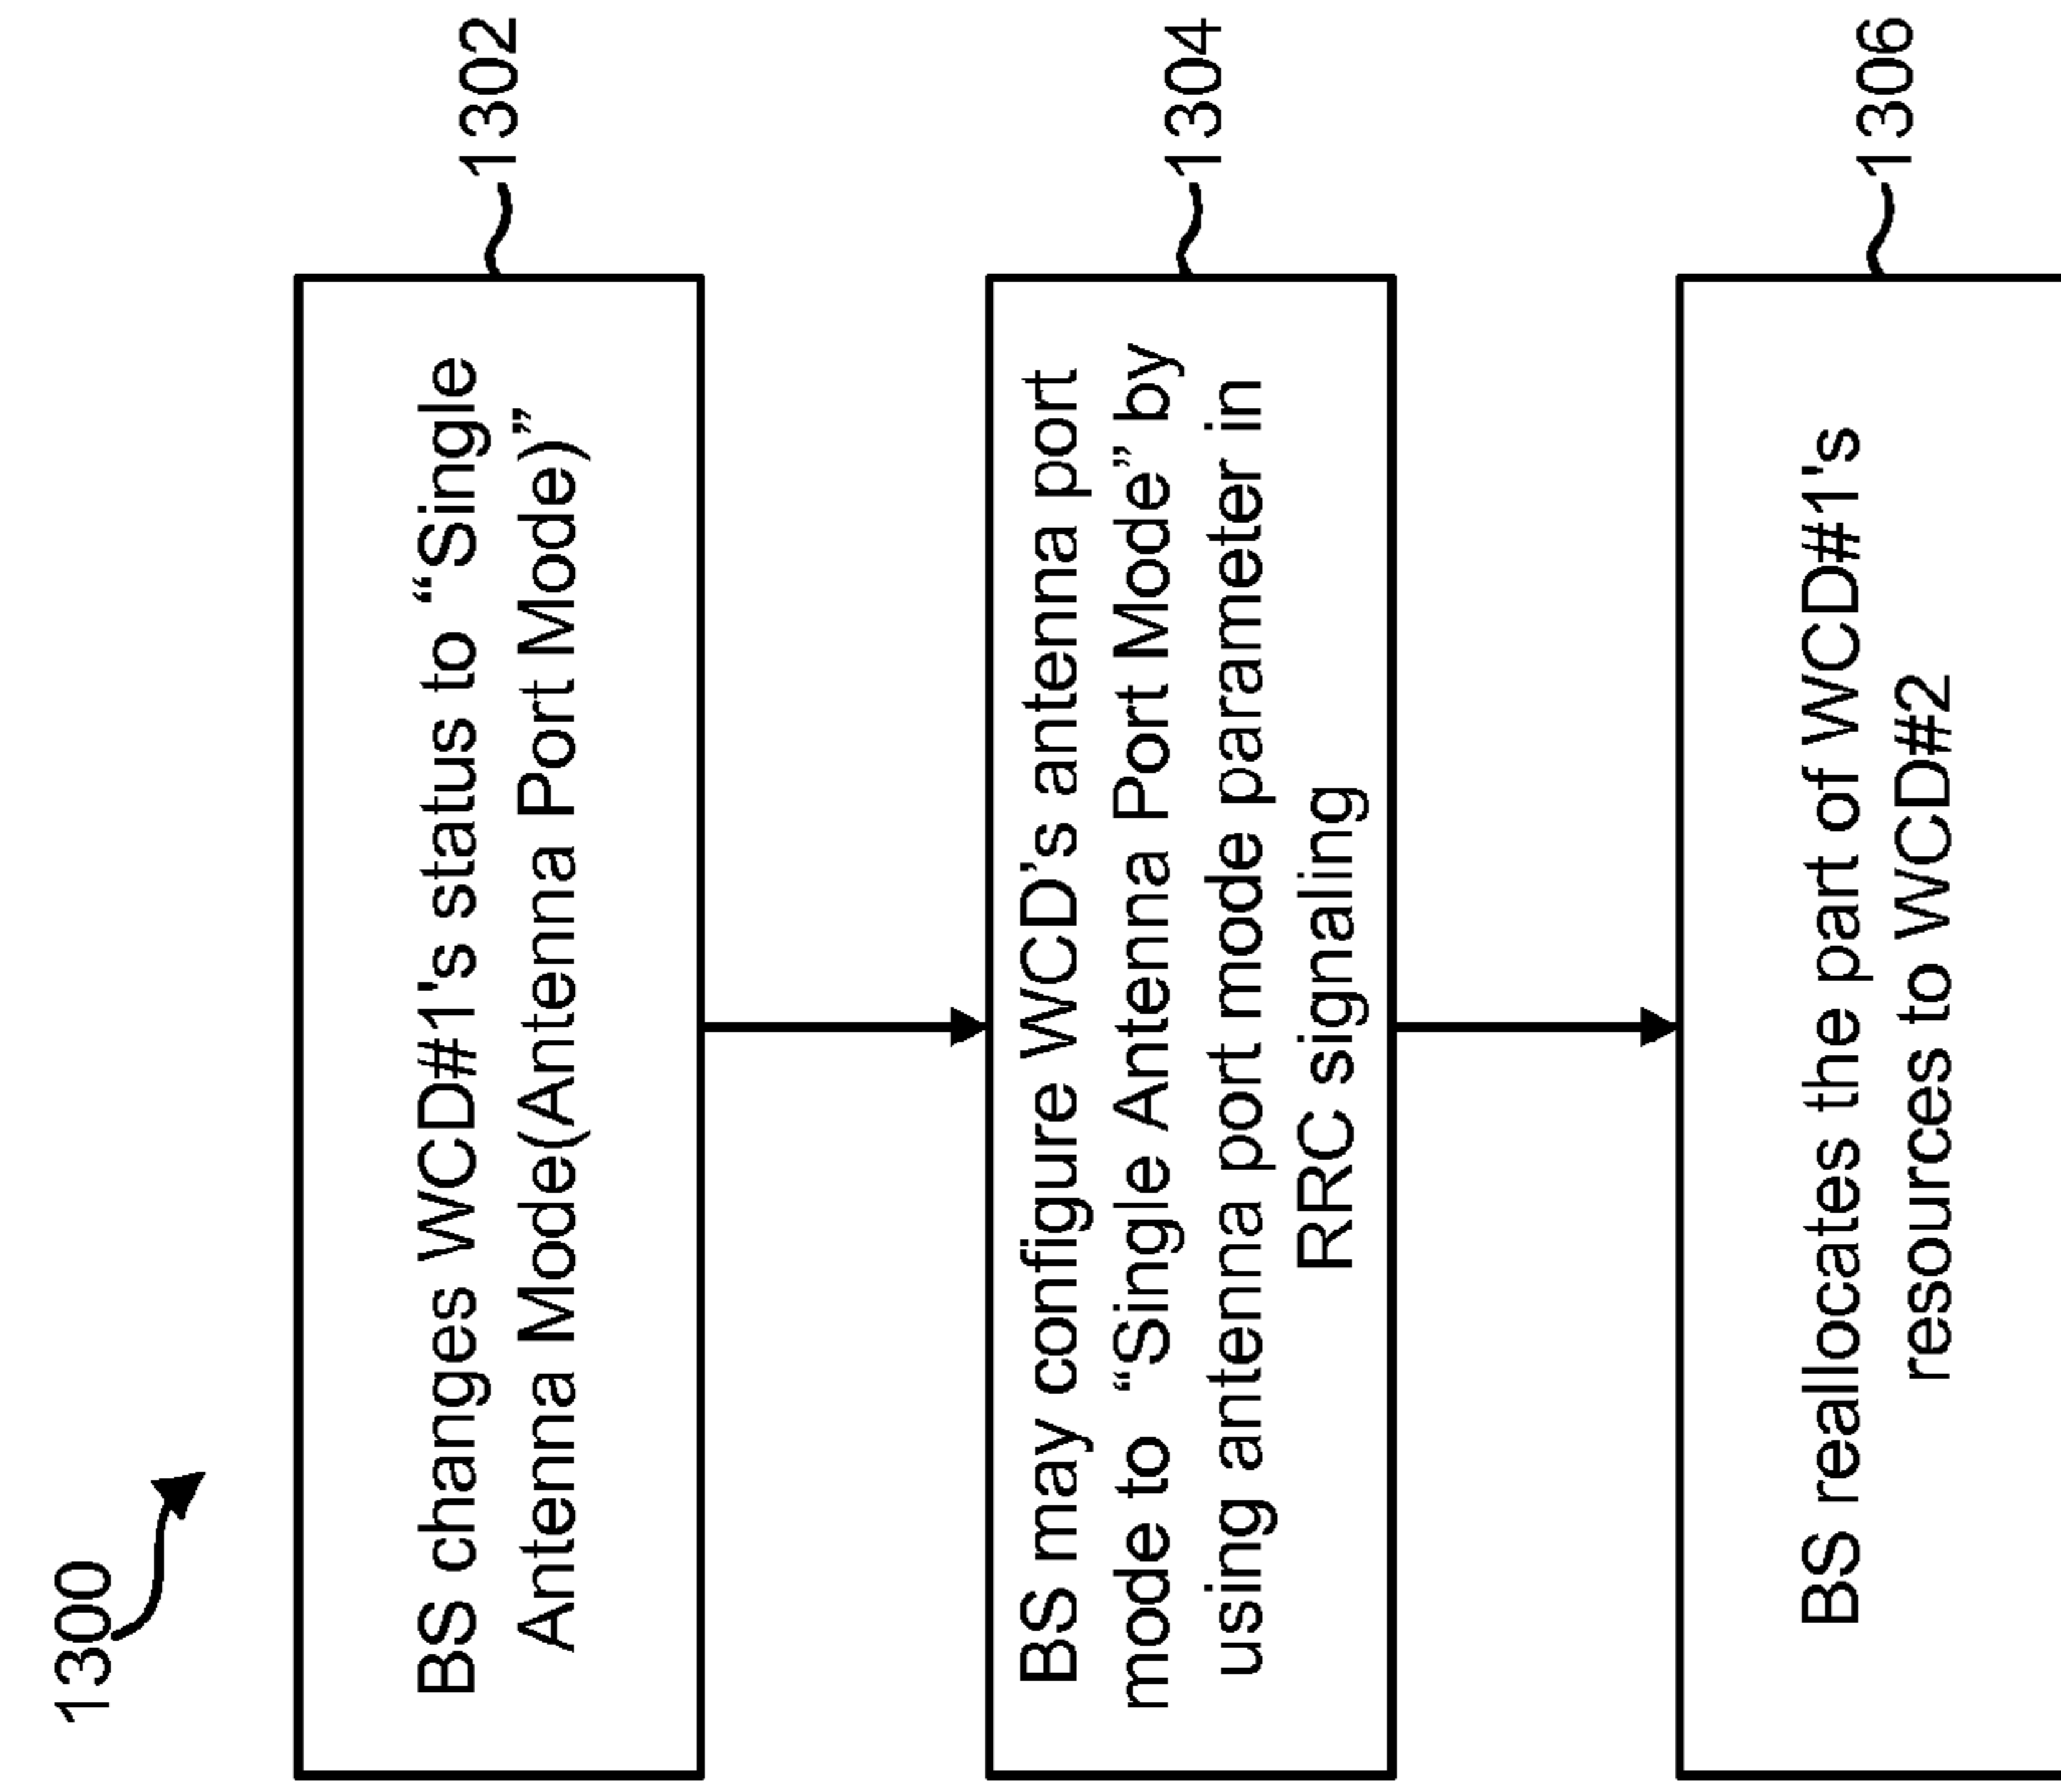 1300
BS changes WCD#1's status to “Single
Antenna Mode(Antenna Port Mode)”
1302
BS may configure WCD’s antenna port
mode to “Single Antenna Port Mode” by
using antenna port mode parameter in
RRC signaling
1304
BS reallocates the part of WCD#1's
resources to WCD#2
1306